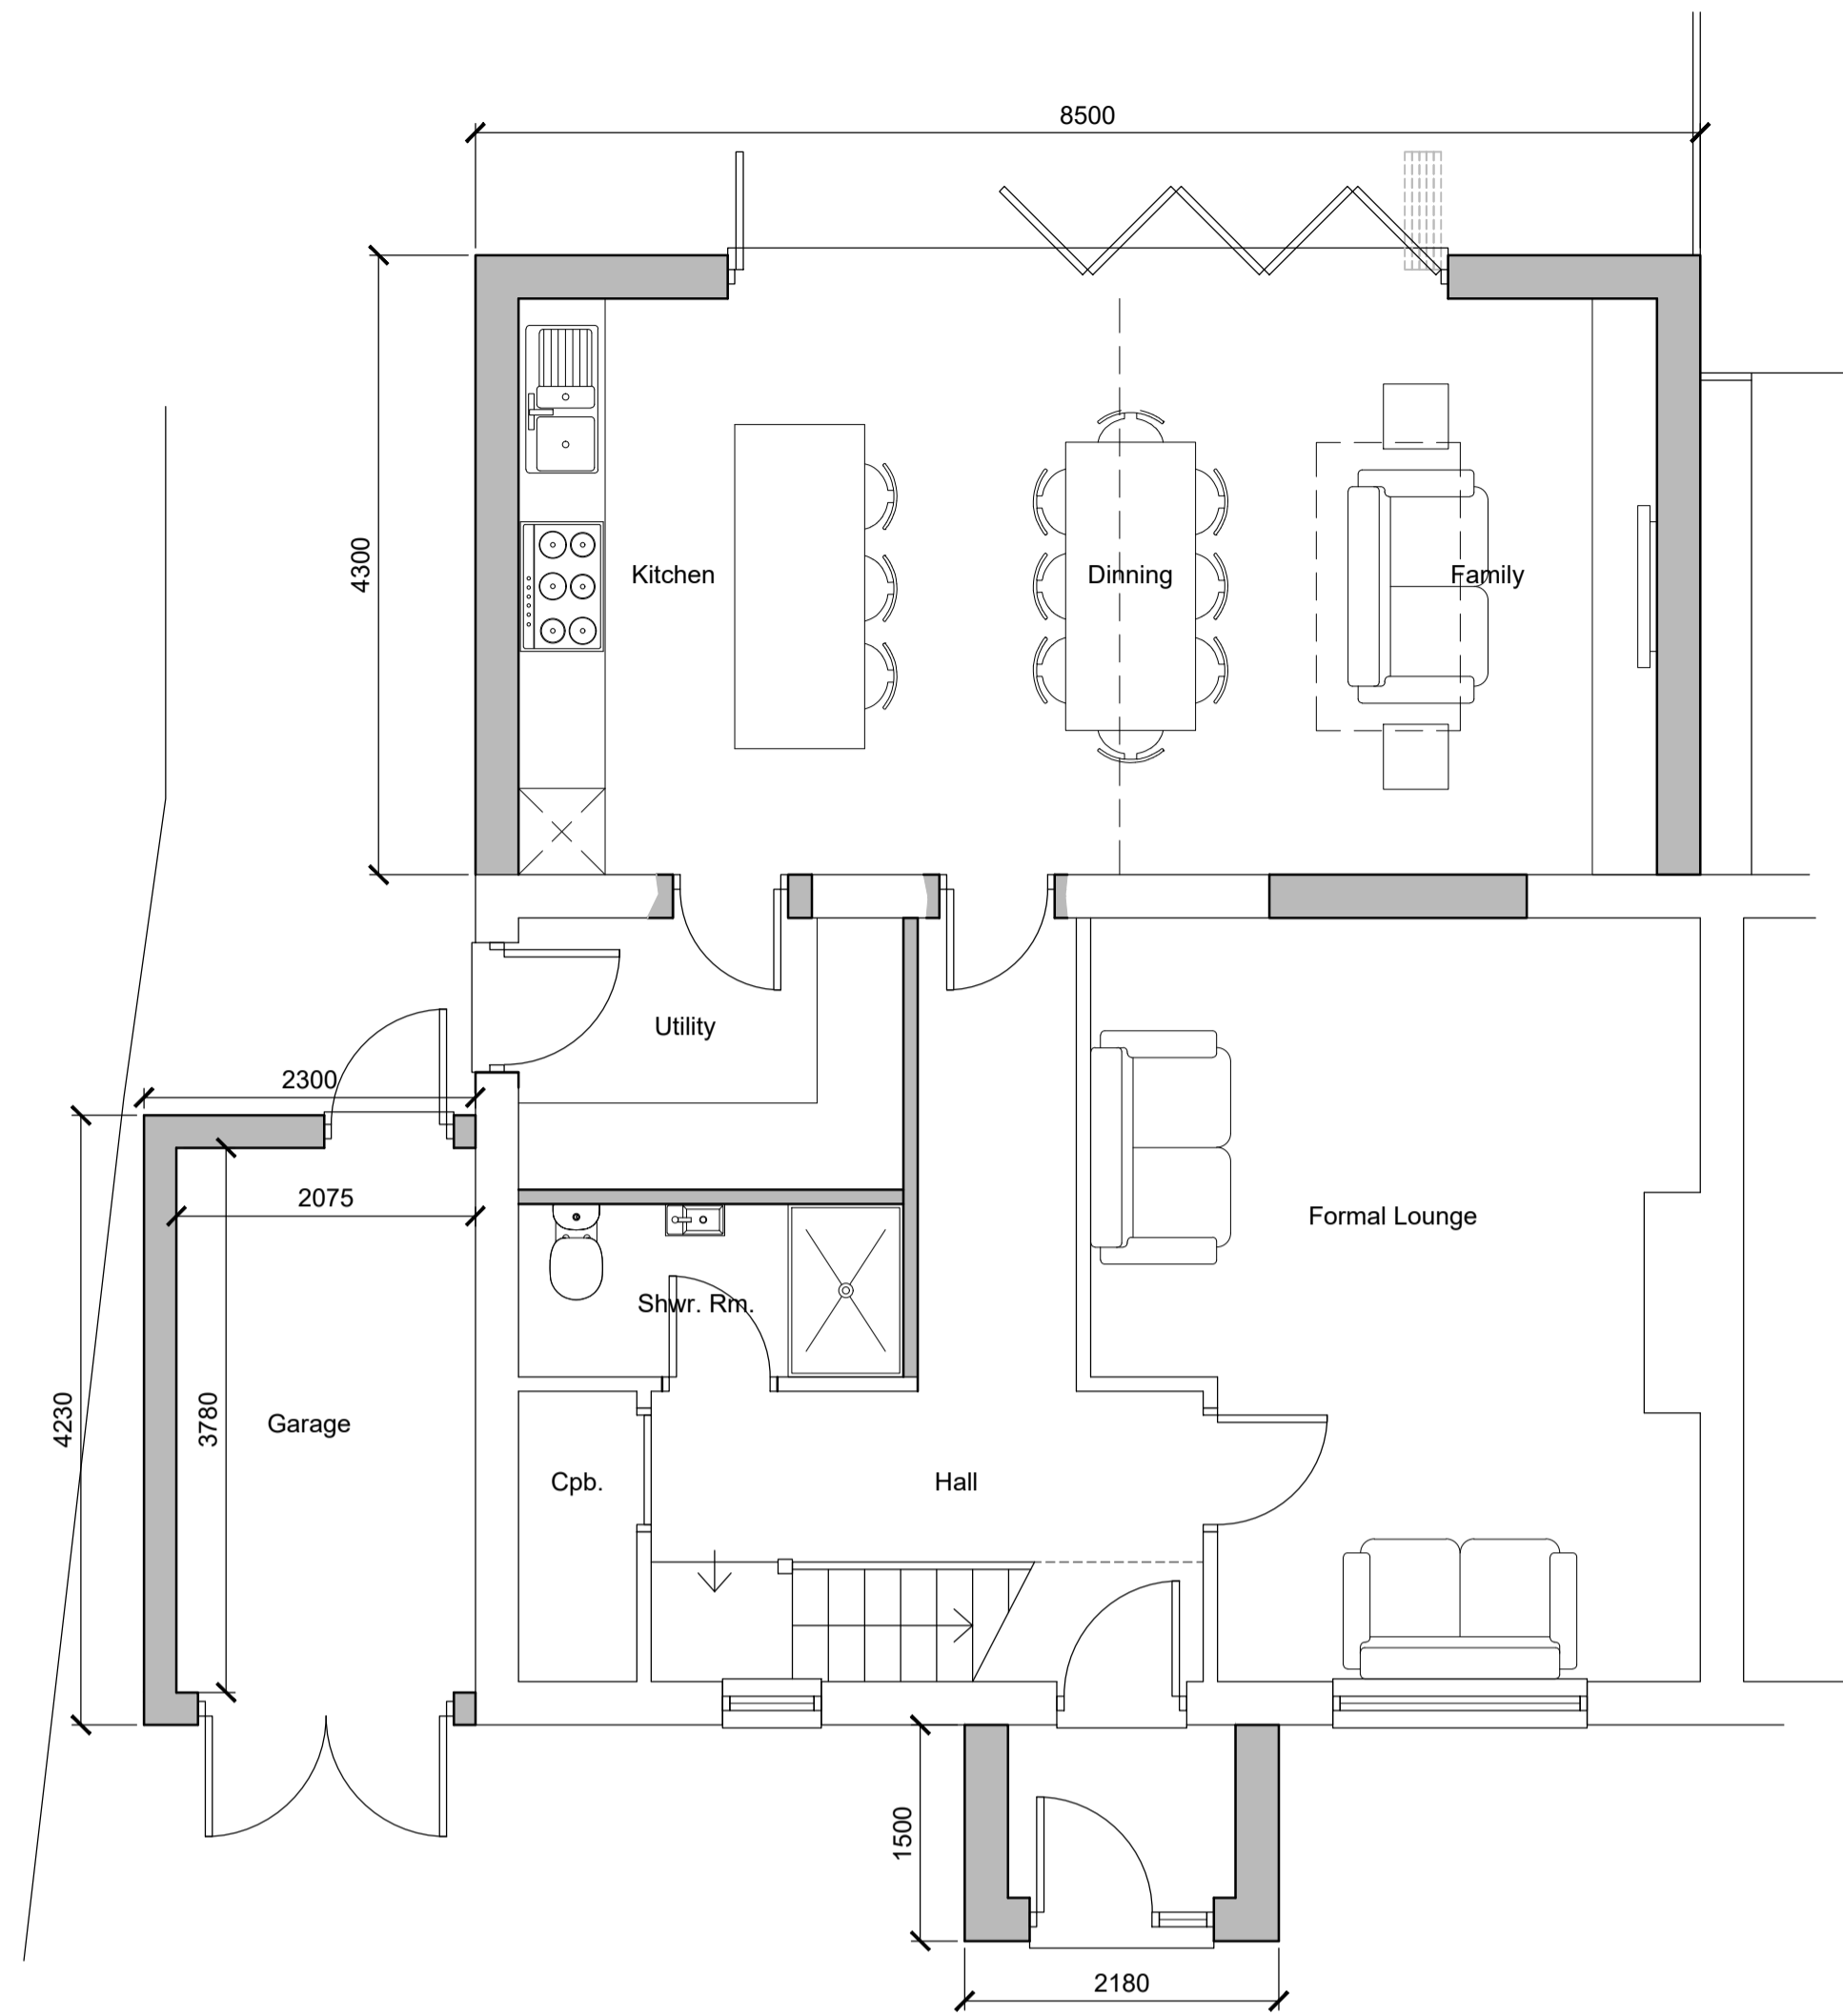 8500
4300
Kitchen
Dinning
Family
Utility
2300
2075
Formal Lounge
Shwr. Rm.
4230
3780
Garage
Cpb.
Hall
1500
2180